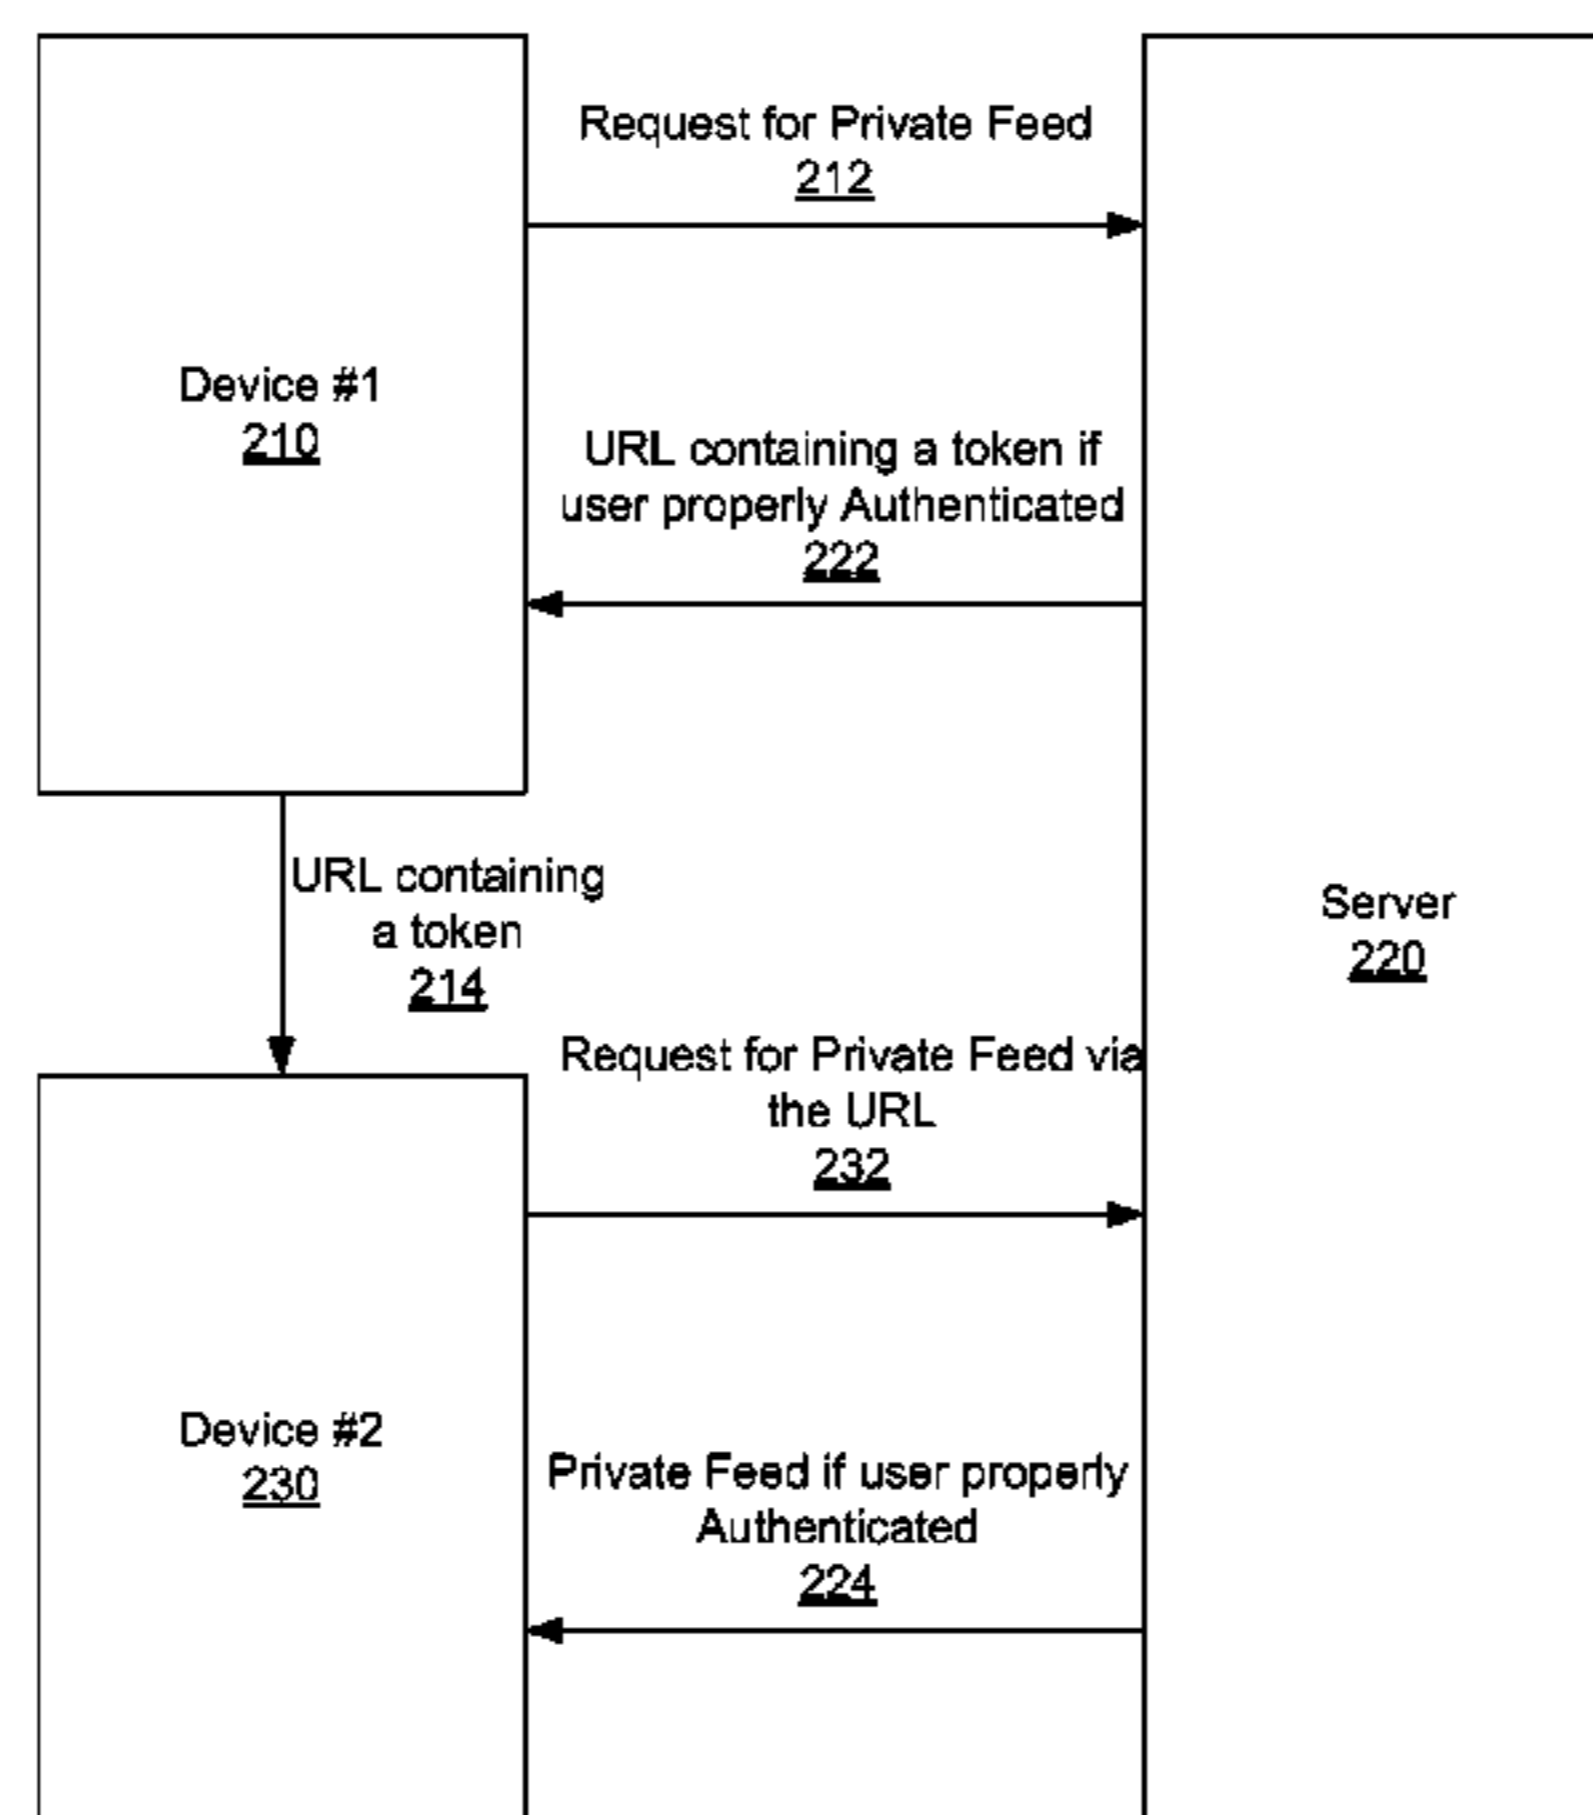 Request for Private Feed
212
Device #1
210
URL containing a token if
user properly Authenticated
222
URL containing
a token
214
Server
220
Request for Private Feed via
the URL
232
Device #2
230
Private Feed if user properly
Authenticated
224